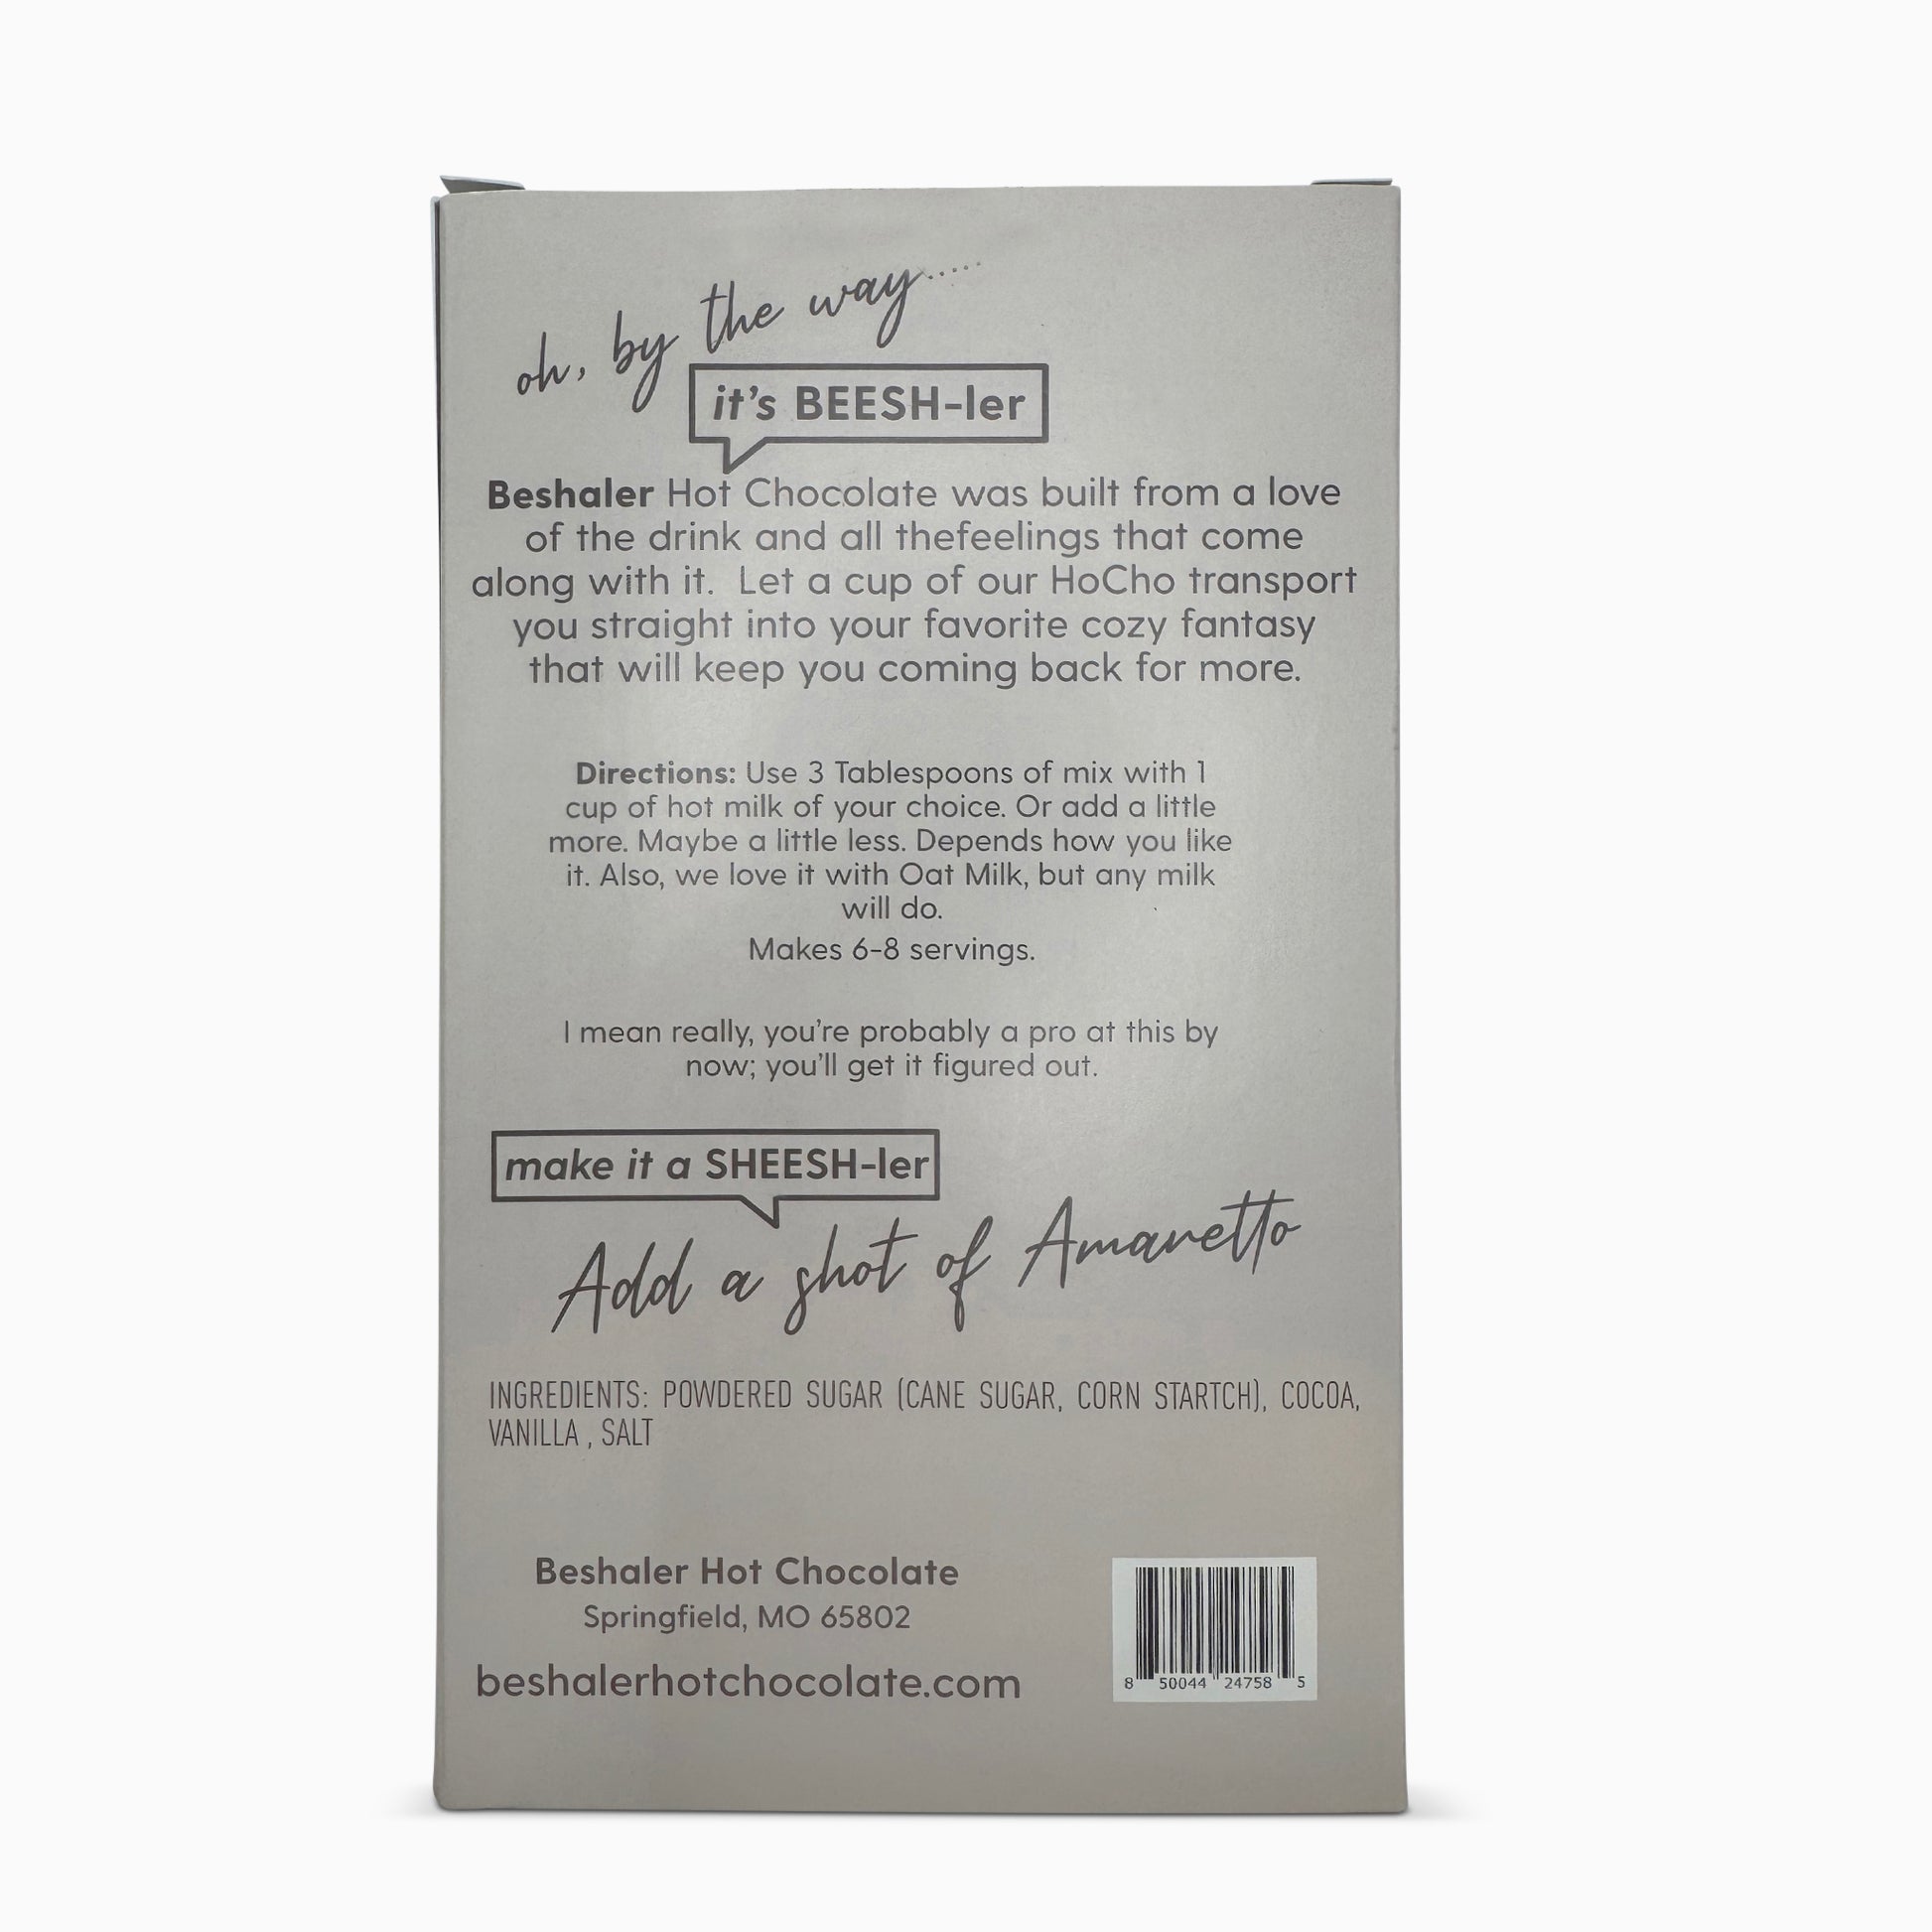 oh, by the way.....
it's BEESH-ler
Beshaler Hot Chocolate was built from a love
of the drink and all thefeelings that come
along with it.  Let a cup of our HoCho transport
you straight into your favorite cozy fantasy
that will keep you coming back for more.
Directions: Use 3 Tablespoons of mix with 1
cup of hot milk of your choice. Or add a little
more. Maybe a little less. Depends how you like
it. Also, we love it with Oat Milk, but any milk
will do.
Makes 6-8 servings.
I mean really, you're probably a pro at this by
now; you'll get it figured out.
make it a SHEESH-ler
Add a shot of Amaretto
INGREDIENTS: POWDERED SUGAR (CANE SUGAR, CORN STARTCH), COCOA,
VANILLA , SALT
Beshaler Hot Chocolate
Springfield, MO 65802
beshalerhotchocolate.com
8 50044 24758 5